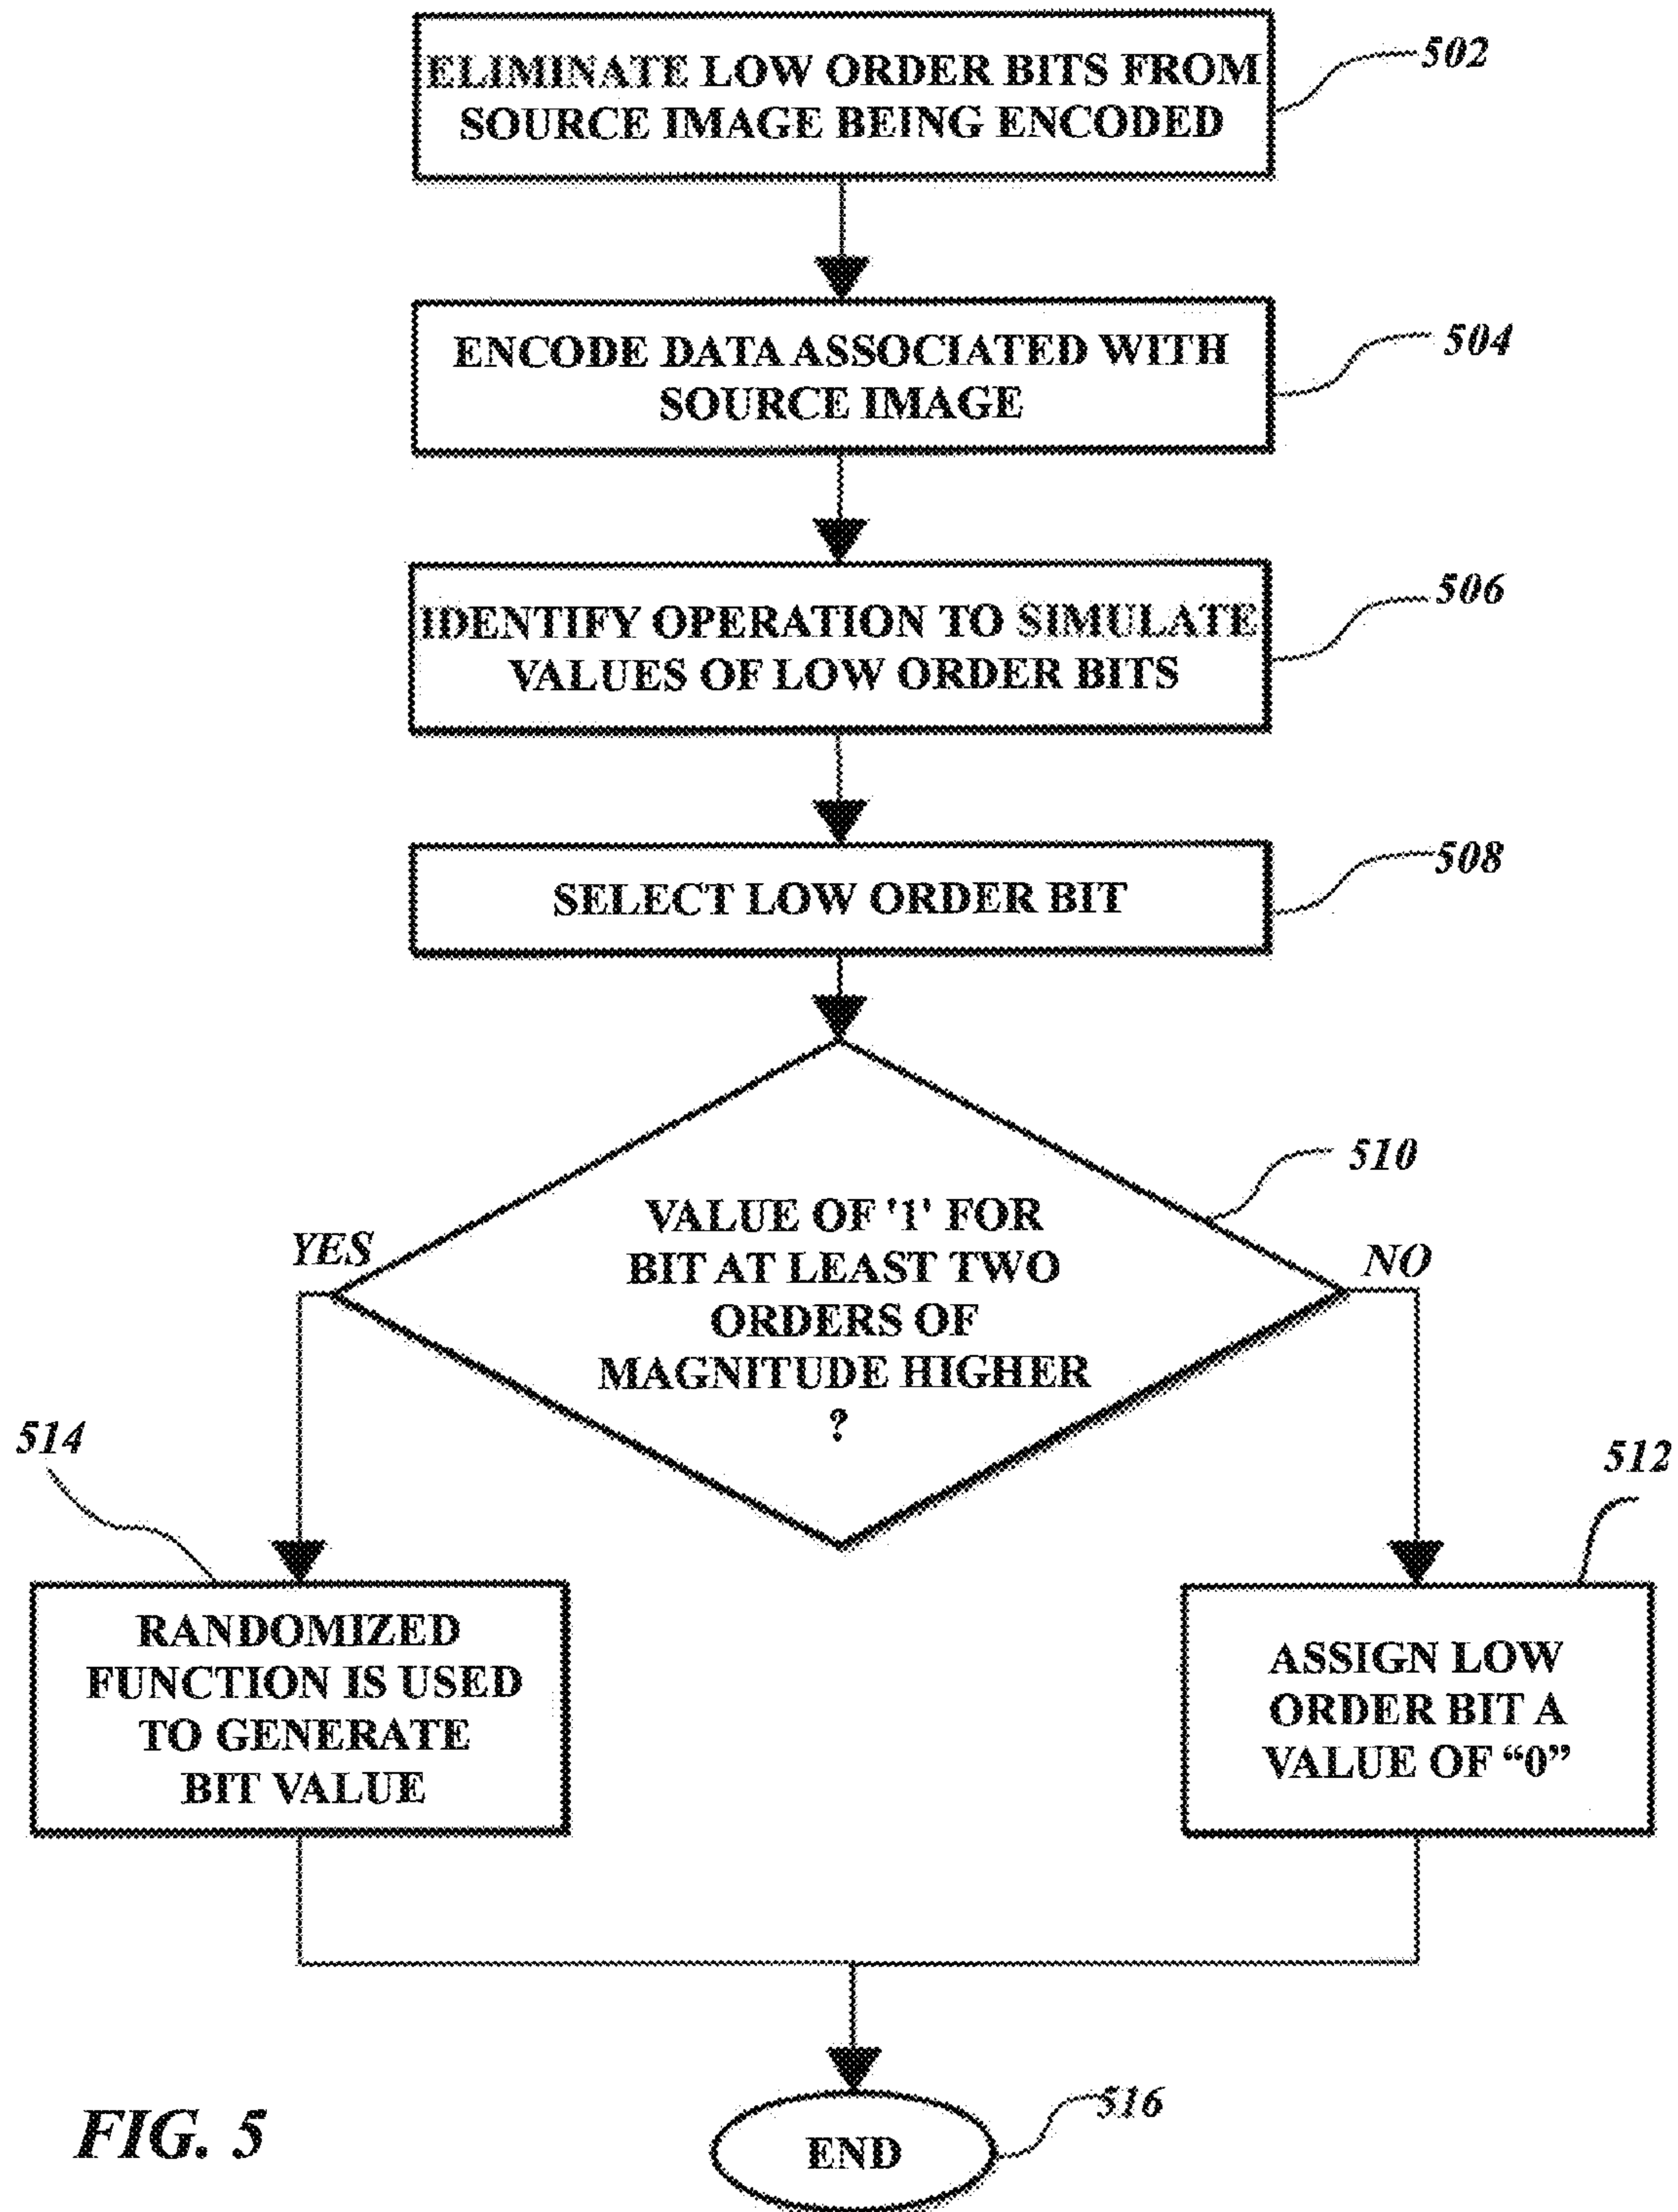 ELIMINATE LOW ORDER BITS FROM
SOURCE IMAGE BEING ENCODED
502
ENCODE DATA ASSOCIATED WITH
SOURCE IMAGE
504
IDENTIFY OPERATION TO SIMULATE
VALUES OF LOW ORDER BITS
506
SELECT LOW ORDER BIT
508
VALUE OF '1' FOR
BIT AT LEAST TWO
ORDERS OF
MAGNITUDE HIGHER
?
510
YES
NO
514
512
RANDOMIZED
FUNCTION IS USED
TO GENERATE
BIT VALUE
ASSIGN LOW
ORDER BIT A
VALUE OF “0”
END
516
FIG. 5